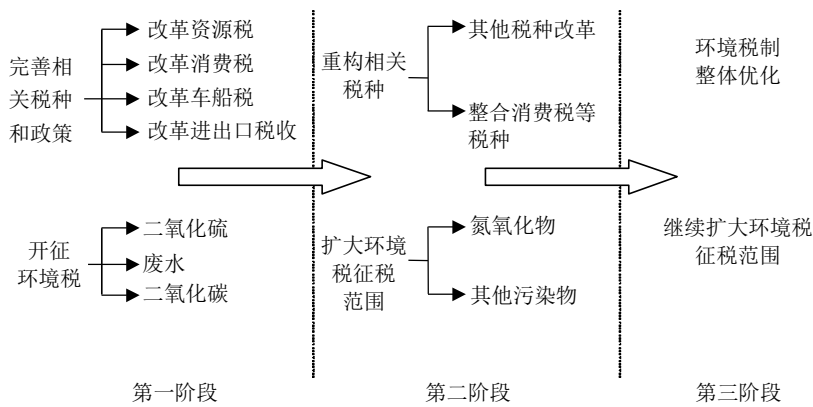 完善相
关税种
和政策
改革资源税
改革消费税
改革车船税
改革进出口税收
开征
环境税
二氧化硫
废水
二氧化碳
第一阶段
重构相关
税种
其他税种改革
整合消费税等
税种
扩大环境
税征税
范围
氮氧化物
其他污染物
第二阶段
环境税制
整体优化
继续扩大环境税
征税范围
第三阶段